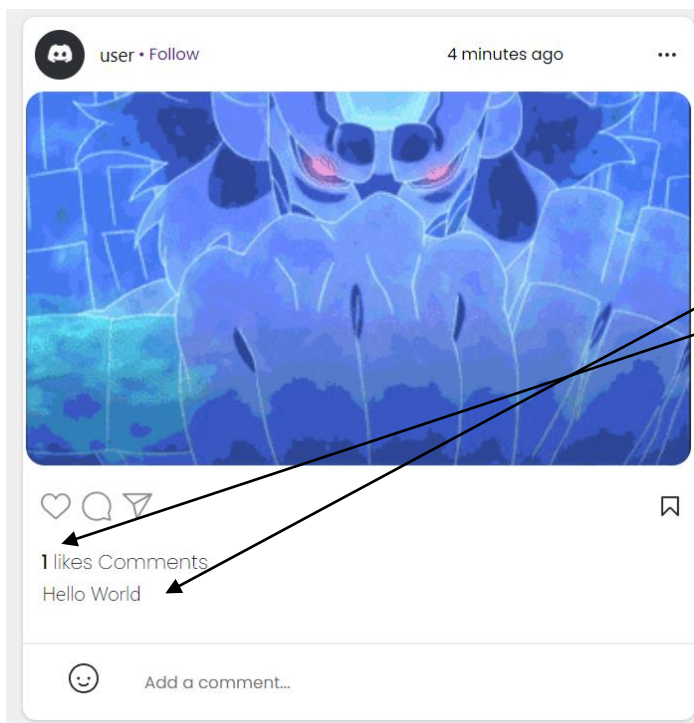 user • Follow 4 minutes ago
1 likes Comments
Hello World
Add a comment...